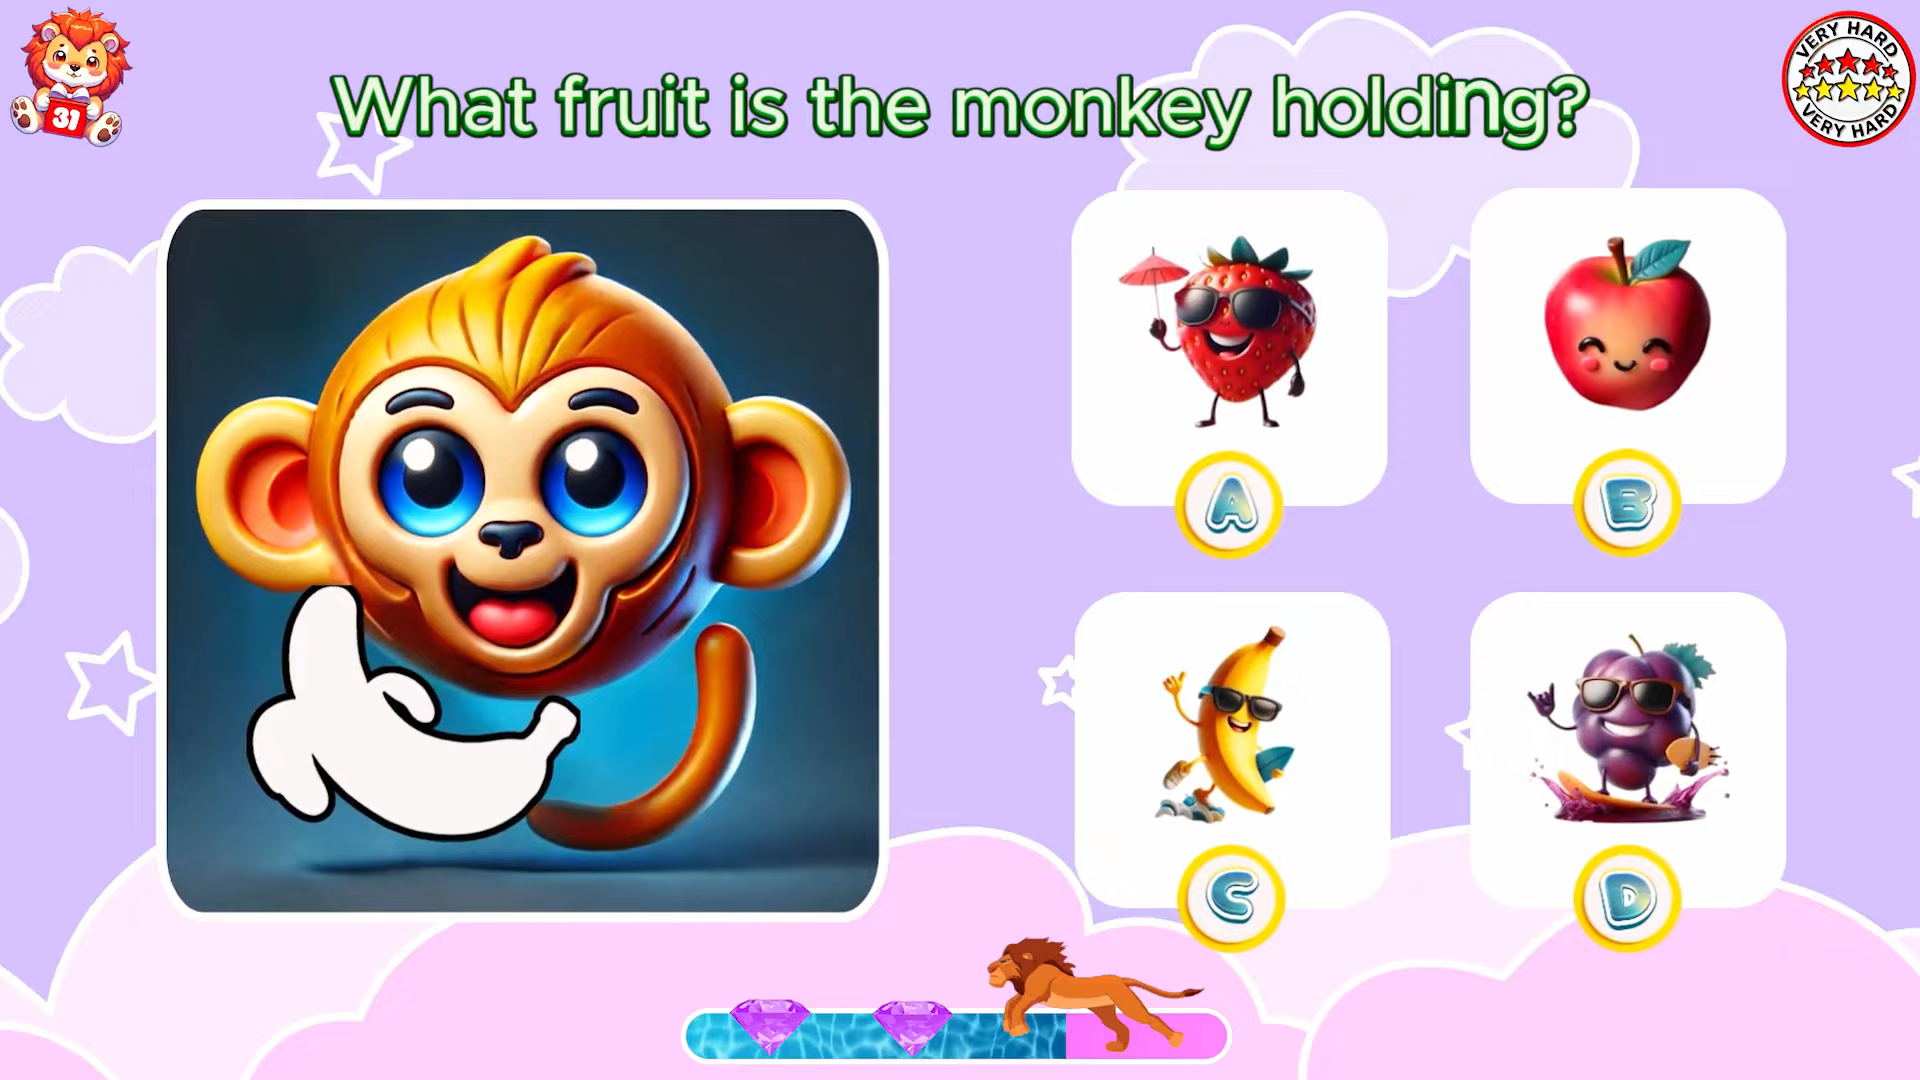 31
What fruit is the monkey holding?
VERY HARD
VERY HARD
A
B
C
D